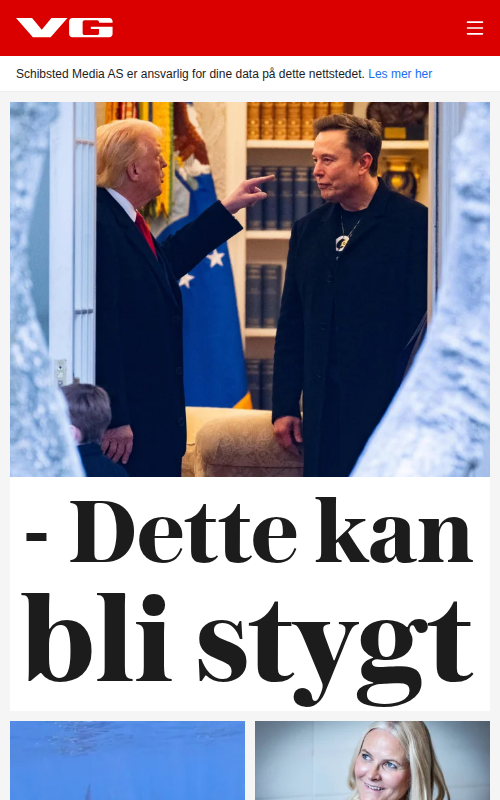 VG
Schibsted Media AS er ansvarlig for dine data på dette nettstedet. Les mer her
- Dette kan
bli stygt